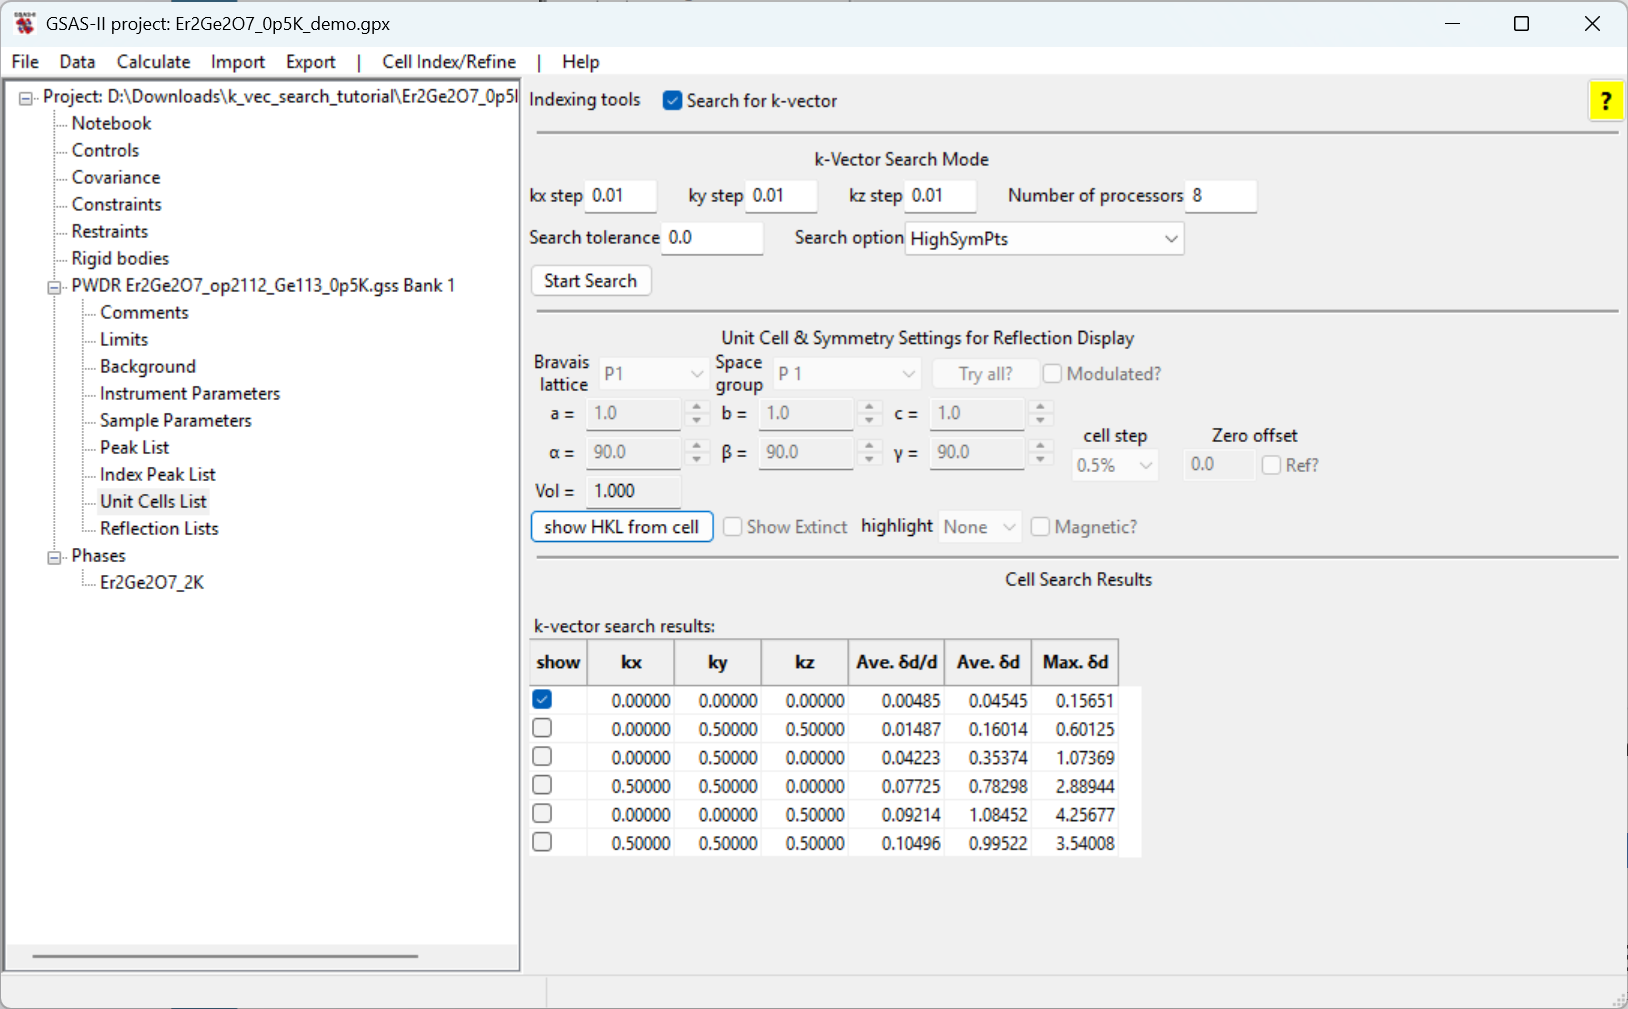 GSAS-II project: Er2Ge2O7_0p5K_demo.gpx
File Data Calculate Import Export | Cell Index/Refine | Help
Project: D:\Downloads\k_vec_search_tutorial\Er2Ge2O7_0p5
Notebook
Controls
Covariance
Constraints
Restraints
Rigid bodies
PWDR Er2Ge2O7_op2112_Ge113_0p5K.gss Bank 1
Comments
Limits
Background
Instrument Parameters
Sample Parameters
Peak List
Index Peak List
Unit Cells List
Reflection Lists
Phases
Er2Ge2O7_2K
Indexing tools Search for k-vector ?
k-Vector Search Mode
kx step 0.01 ky step 0.01 kz step 0.01 Number of processors 8
Search tolerance 0.0 Search option HighSymPts
Start Search
Unit Cell & Symmetry Settings for Reflection Display
Bravais lattice P1 Space group P 1 Try all? Modulated?
a = 1.0 b = 1.0 c = 1.0
α = 90.0 β = 90.0 γ = 90.0 cell step 0.5% Zero offset 0.0 Ref?
Vol = 1.000
show HKL from cell Show Extinct highlight None Magnetic?
Cell Search Results
k-vector search results:
show kx ky kz Ave. δd/d Ave. δd Max. δd
0.00000 0.00000 0.00000 0.00485 0.04545 0.15651
0.00000 0.50000 0.50000 0.01487 0.16014 0.60125
0.00000 0.50000 0.00000 0.04223 0.35374 1.07369
0.50000 0.50000 0.00000 0.07725 0.78298 2.88944
0.00000 0.00000 0.50000 0.09214 1.08452 4.25677
0.50000 0.50000 0.50000 0.10496 0.99522 3.54008